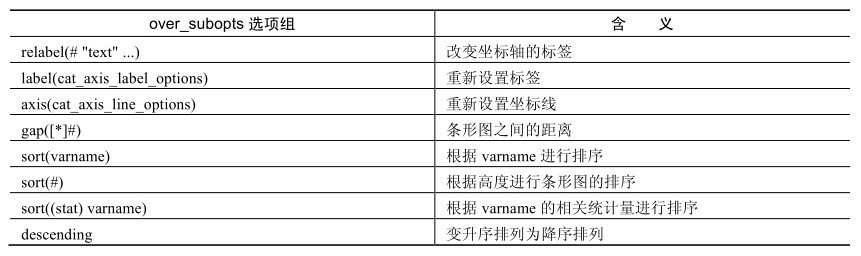 over_subopts 选项组 含 义
relabel(# "text" ...) 改变坐标轴的标签
label(cat_axis_label_options) 重新设置标签
axis(cat_axis_line_options) 重新设置坐标线
gap([*]#) 条形图之间的距离
sort(varname) 根据 varname 进行排序
sort(#) 根据高度进行条形图的排序
sort((stat) varname) 根据 varname 的相关统计量进行排序
descending 变升序排列为降序排列